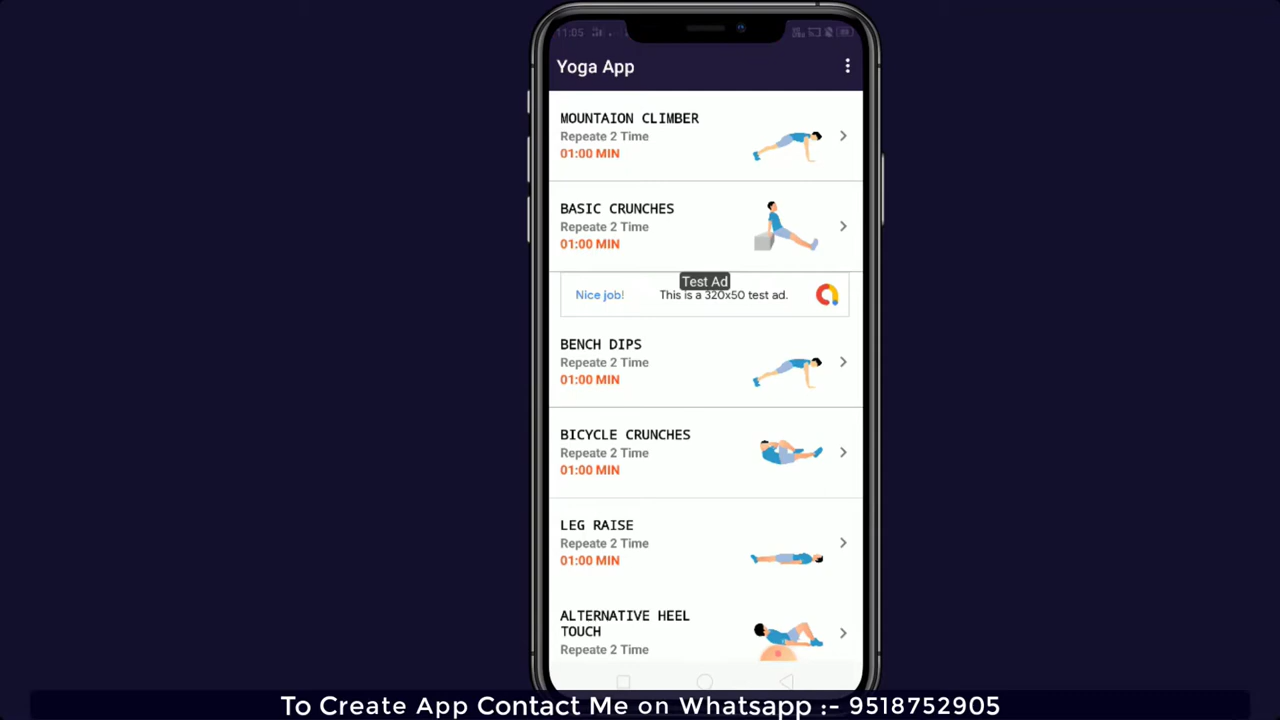 11:05
Yoga App
MOUNTAION CLIMBER
Repeate 2 Time
01:00 MIN
BASIC CRUNCHES
Repeate 2 Time
01:00 MIN
Test Ad
Nice job! This is a 320x50 test ad.
BENCH DIPS
Repeate 2 Time
01:00 MIN
BICYCLE CRUNCHES
Repeate 2 Time
01:00 MIN
LEG RAISE
Repeate 2 Time
01:00 MIN
ALTERNATIVE HEEL
TOUCH
Repeate 2 Time
To Create App Contact Me on Whatsapp :- 9518752905